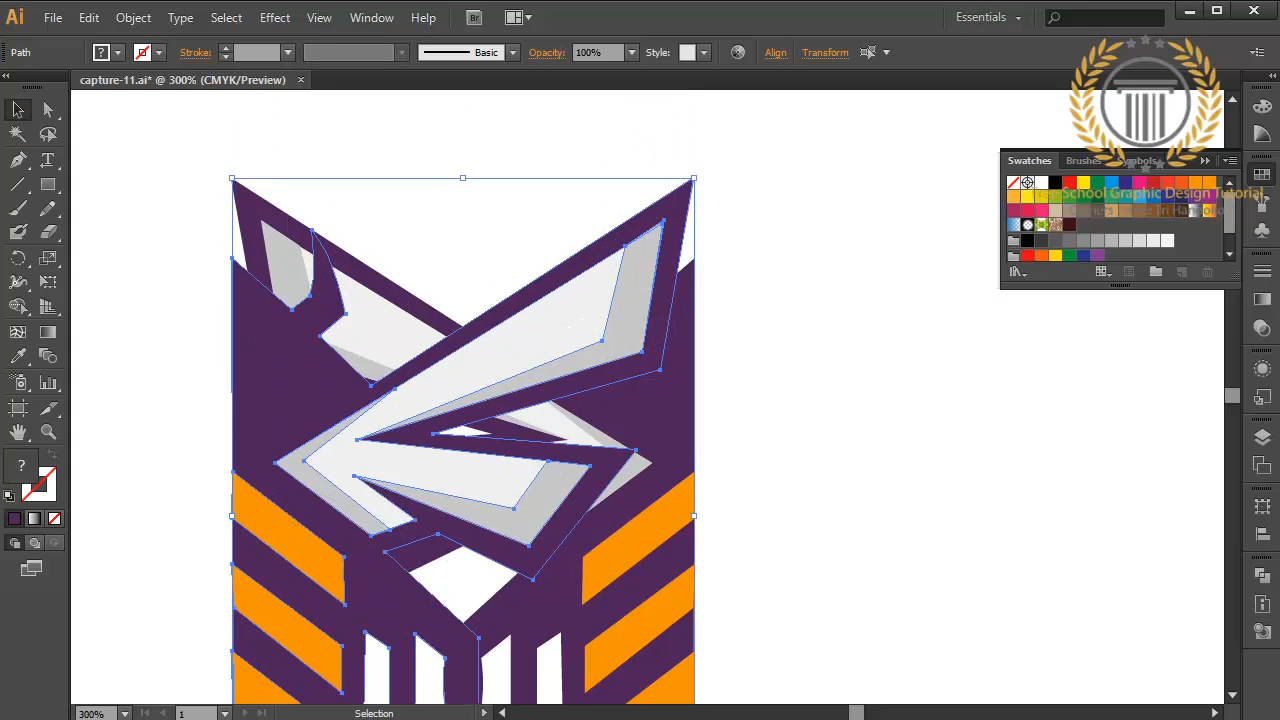 Ai File Edit Object Type Select Effect View Window Help Br Essentials
Path ? Stroke: Basic Opacity: 100% Style: Align Transform
capture-11.ai* @ 300% (CMYK/Preview) ×
Swatches Brushes Symbols
School Graphic Design Tutorial
?
300% 1 Selection